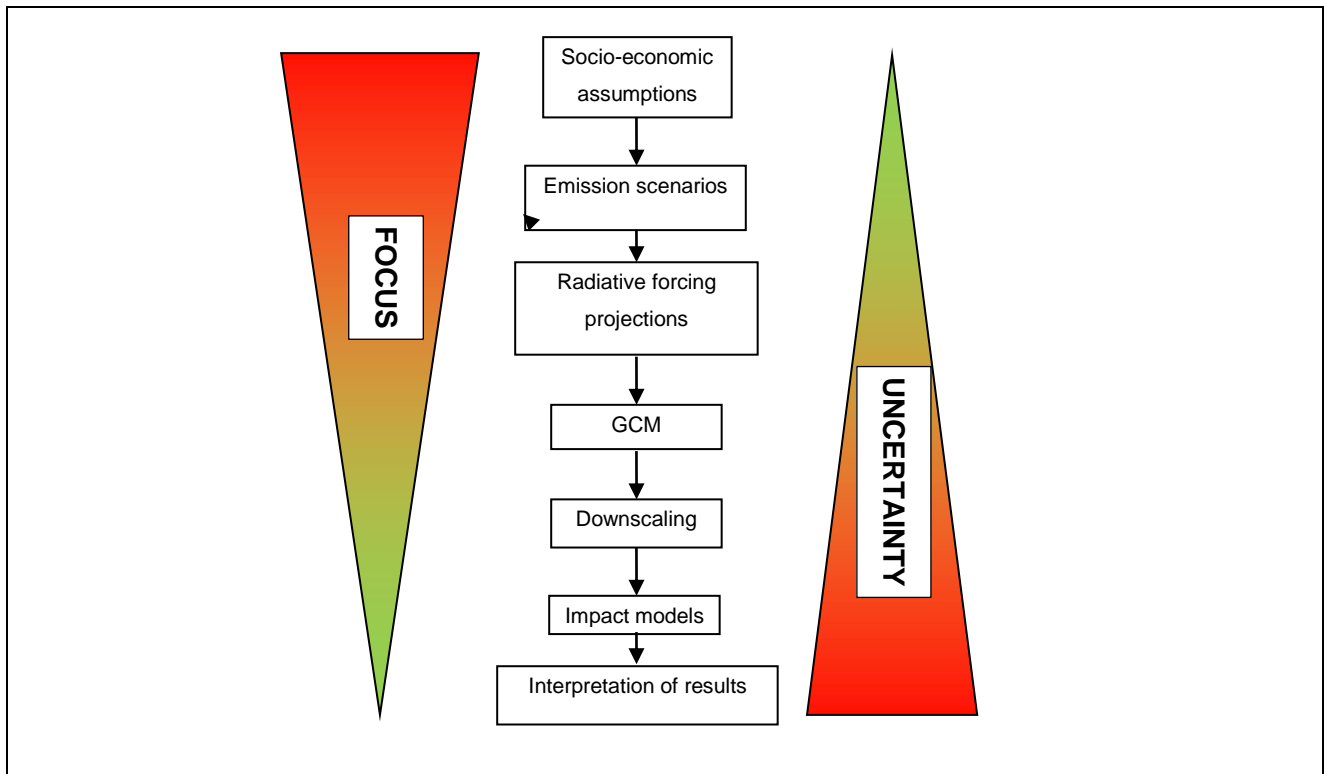 Socio-economic
assumptions
Emission scenarios
FOCUS
Radiative forcing
projections
GCM
UNCERTAINTY
Downscaling
Impact models
Interpretation of results